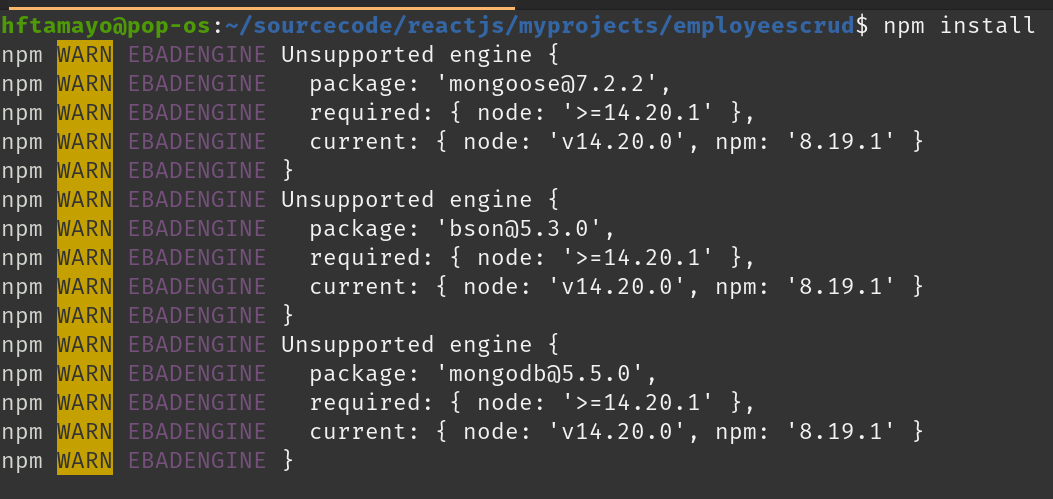 hftamayo@pop-os:~/sourcecode/reactjs/myprojects/employeescrud$ npm install
npm WARN EBADENGINE Unsupported engine {
npm WARN EBADENGINE   package: 'mongoose@7.2.2',
npm WARN EBADENGINE   required: { node: '>=14.20.1' },
npm WARN EBADENGINE   current: { node: 'v14.20.0', npm: '8.19.1' }
npm WARN EBADENGINE }
npm WARN EBADENGINE Unsupported engine {
npm WARN EBADENGINE   package: 'bson@5.3.0',
npm WARN EBADENGINE   required: { node: '>=14.20.1' },
npm WARN EBADENGINE   current: { node: 'v14.20.0', npm: '8.19.1' }
npm WARN EBADENGINE }
npm WARN EBADENGINE Unsupported engine {
npm WARN EBADENGINE   package: 'mongodb@5.5.0',
npm WARN EBADENGINE   required: { node: '>=14.20.1' },
npm WARN EBADENGINE   current: { node: 'v14.20.0', npm: '8.19.1' }
npm WARN EBADENGINE }